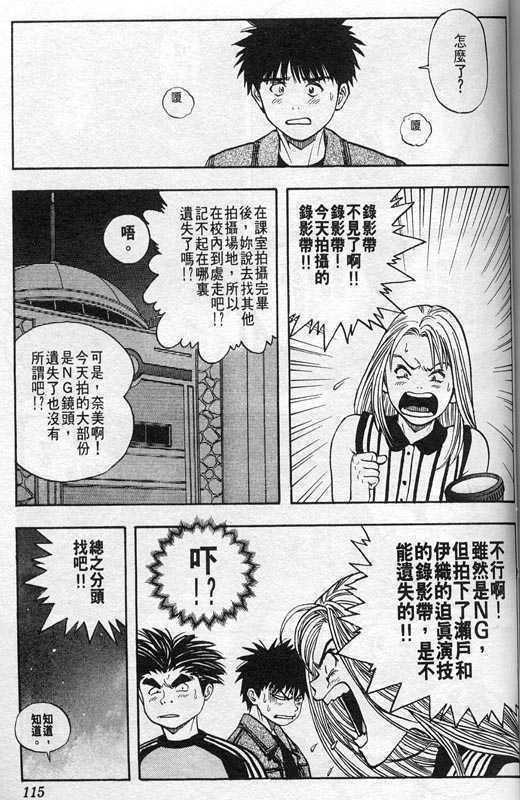 怎麼了？
嗄
嗄
錄影帶
不見了啊！！
錄影帶！
今天拍攝的
錄影帶！！
在課室拍攝完畢
後，妳說去找其他
拍攝場地，所以
在校內到處走吧！？
記不起在哪裏
遺失了嗎！？
唔。
可是，奈美啊！
今天拍的大部份
是NG鏡頭，
遺失了也沒有
所謂吧！？
不行啊！
雖然是NG，
但拍下了瀨戶和
伊織的迫真演技
的錄影帶，是不
能遺失的！！
吓！？
總之分頭
找吧！！
知道，
知道。
115